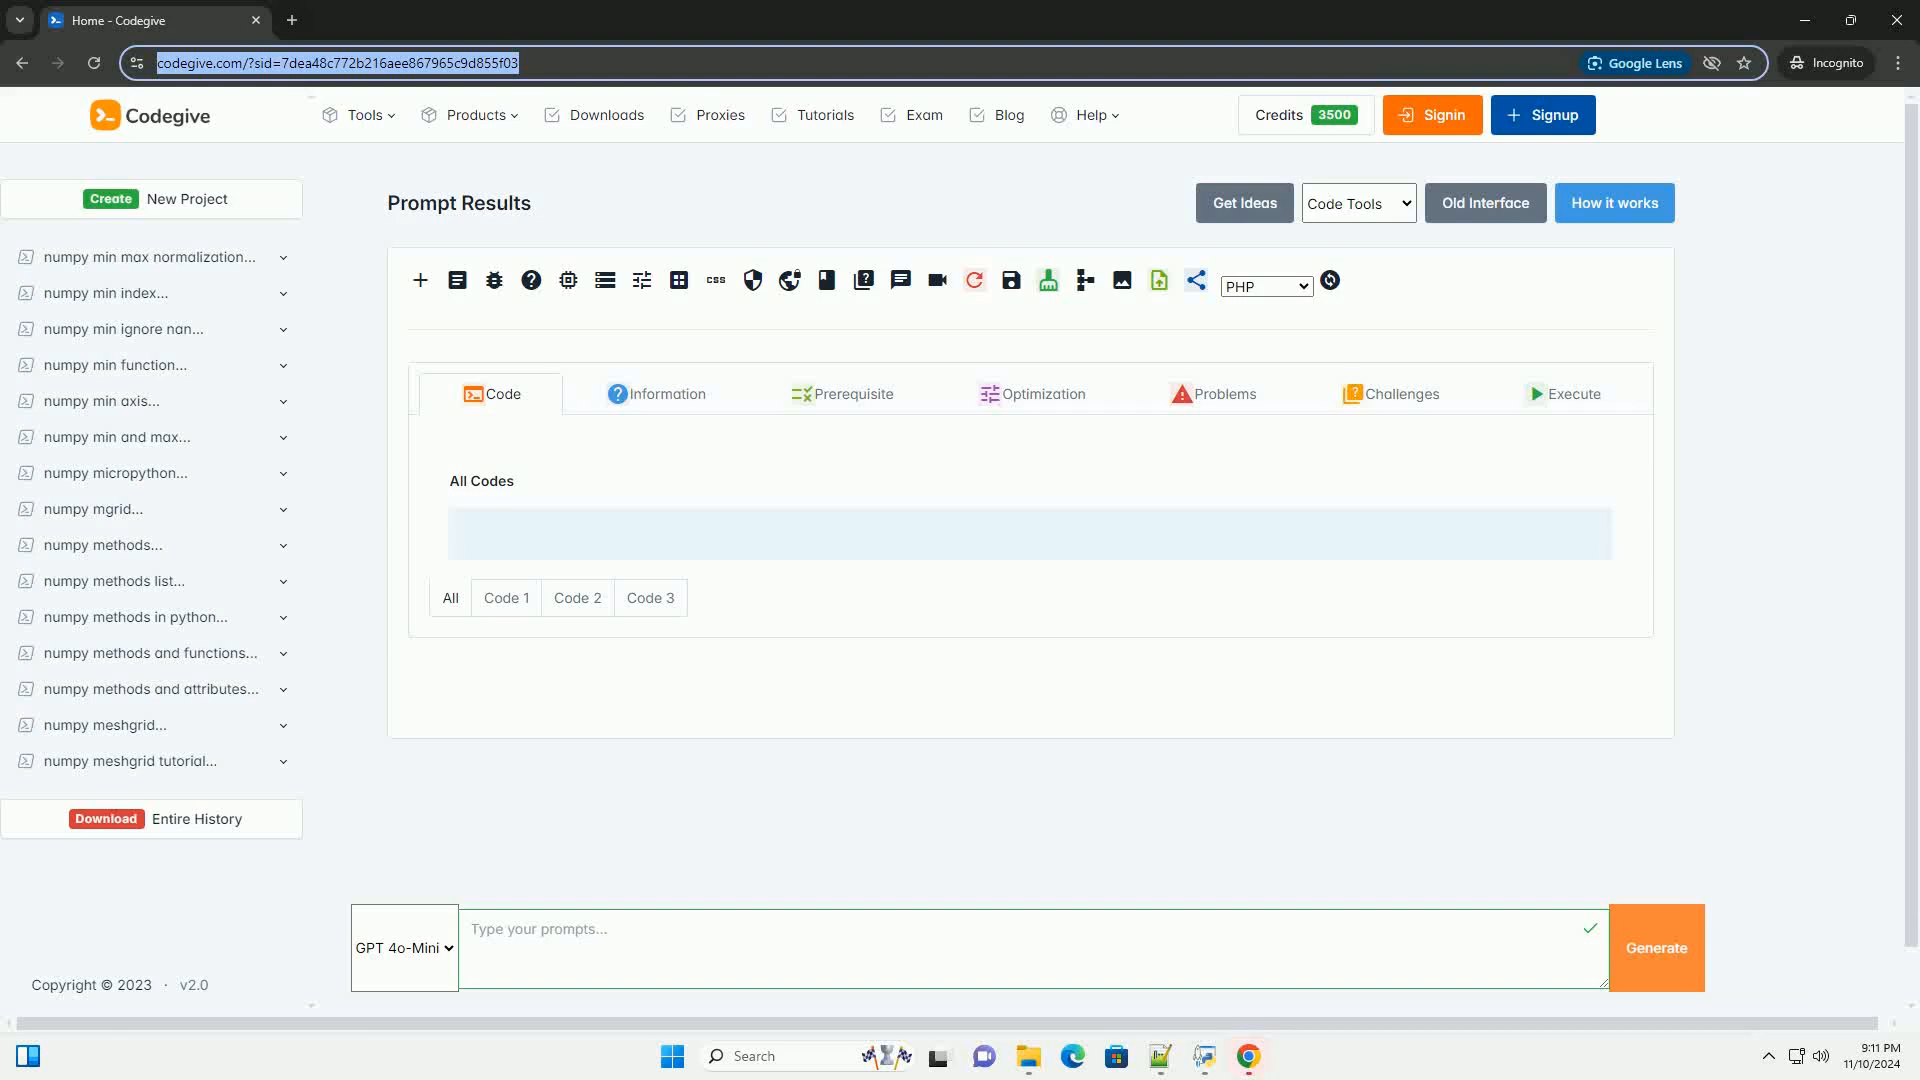 Home - Codegive
codegive.com/?sid=7dea48c772b216aee867965c9d855f03
Google Lens
Incognito
Codegive
Tools
Products
Downloads
Proxies
Tutorials
Exam
Blog
Help
Credits 3500
Signin
Signup
Create New Project
numpy min max normalization...
numpy min index...
numpy min ignore nan...
numpy min function...
numpy min axis...
numpy min and max...
numpy micropython...
numpy mgrid...
numpy methods...
numpy methods list...
numpy methods in python...
numpy methods and functions...
numpy methods and attributes...
numpy meshgrid...
numpy meshgrid tutorial...
Download Entire History
Copyright © 2023 · v2.0
Prompt Results
Get Ideas
Code Tools
Old Interface
How it works
css
PHP
Code
Information
Prerequisite
Optimization
Problems
Challenges
Execute
All Codes
All
Code 1
Code 2
Code 3
GPT 4o-Mini
Type your prompts...
Generate
Search
9:11 PM
11/10/2024